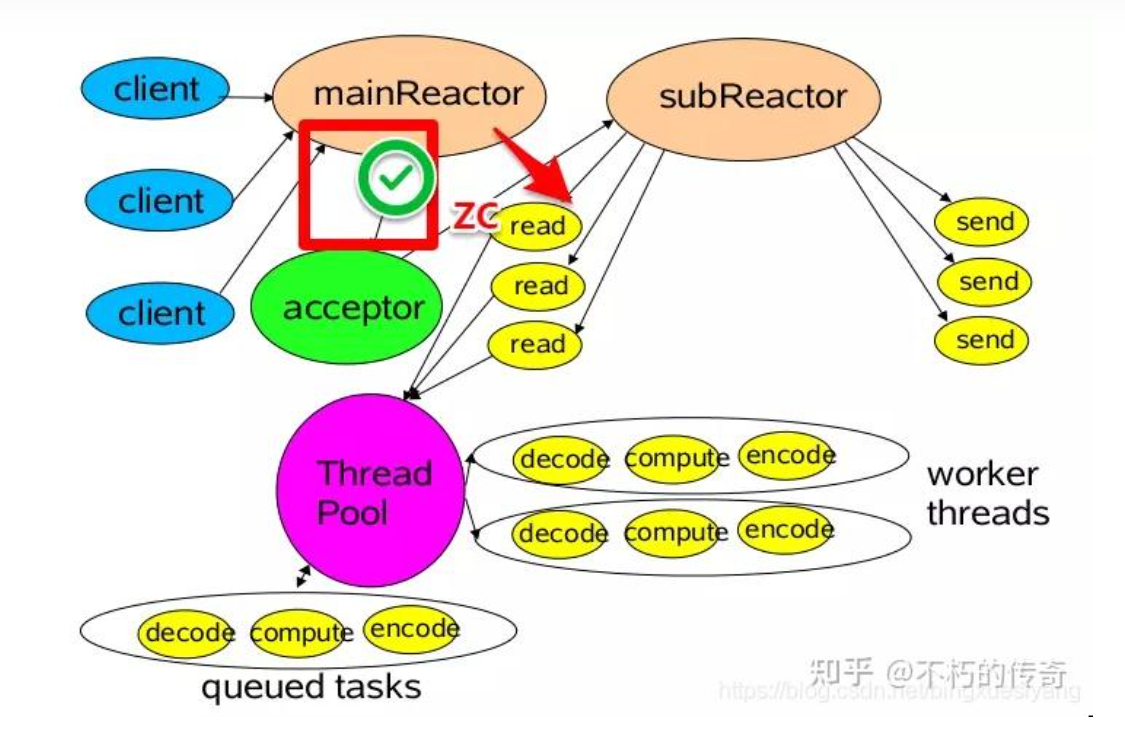 client
mainReactor
subReactor
client
ZC
read
send
client
acceptor
read
send
read
send
Thread
Pool
decode compute encode
decode compute encode
worker
threads
decode compute encode
queued tasks
知乎 @不朽的传奇
https://blog.csdn.net/bingxuesiyang